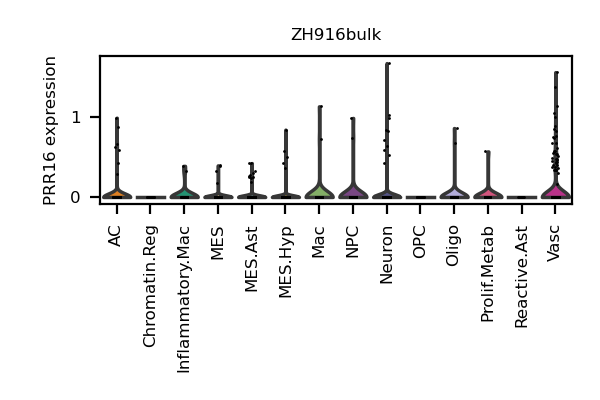 ZH916bulk
PRR16 expression
1
0
AC
Chromatin.Reg
Inflammatory.Mac
MES
MES.Ast
MES.Hyp
Mac
NPC
Neuron
OPC
Oligo
Prolif.Metab
Reactive.Ast
Vasc